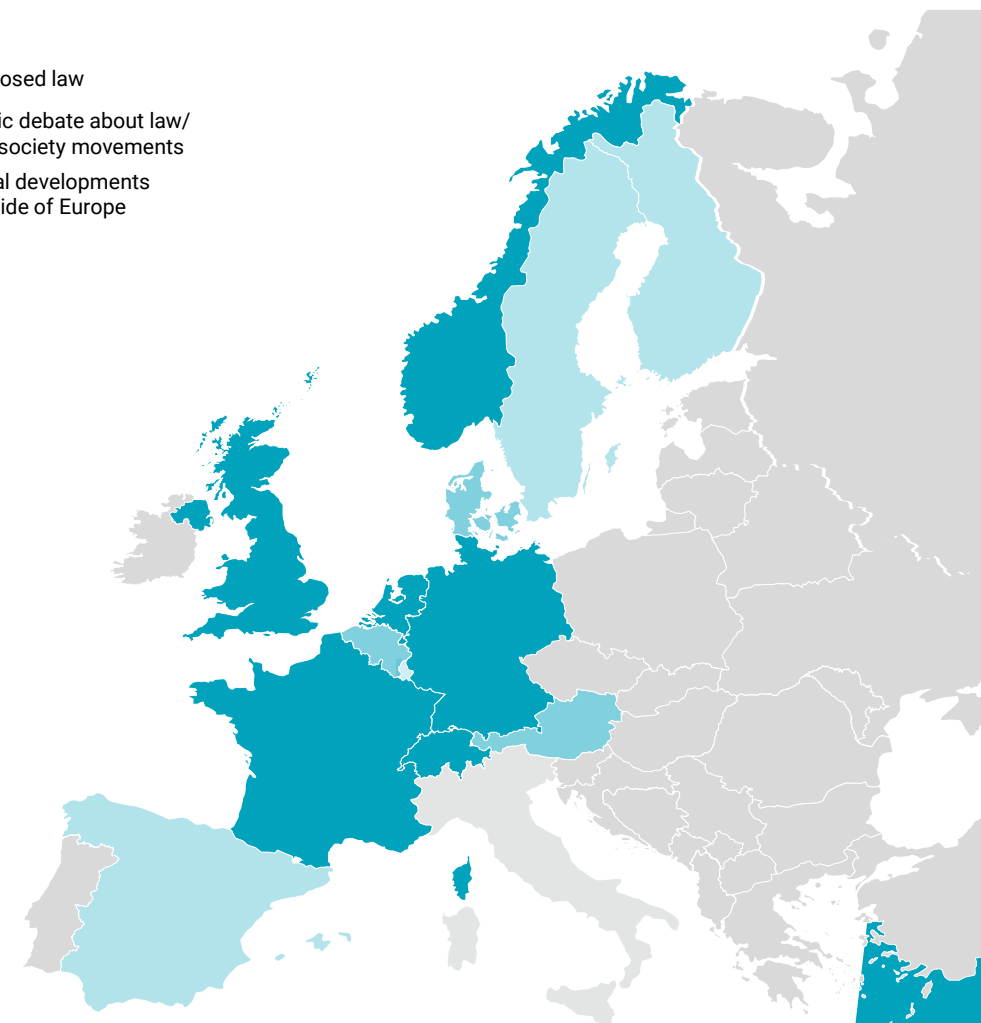 osed law
ic debate about law/
society movements
al developments
ide of Europe